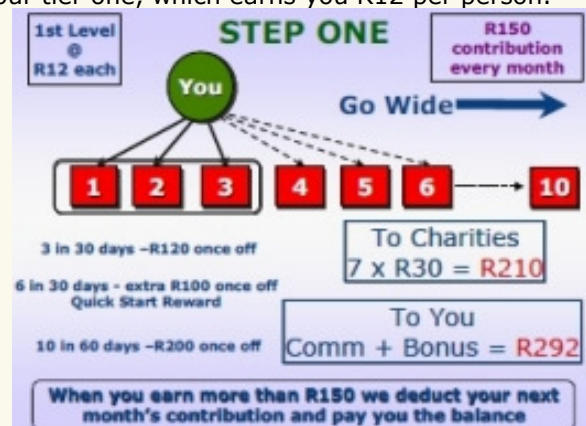 our tier one, which earns you R12 per person.
1st Level
@
R12 each
STEP ONE
R150
contribution
every month
You
Go Wide
1 2 3 4 5 6 10
3 in 30 days –R120 once off
6 in 30 days - extra R100 once off
Quick Start Reward
10 in 60 days –R200 once off
To Charities
7 x R30 = R210
To You
Comm + Bonus = R292
When you earn more than R150 we deduct your next
month's contribution and pay you the balance